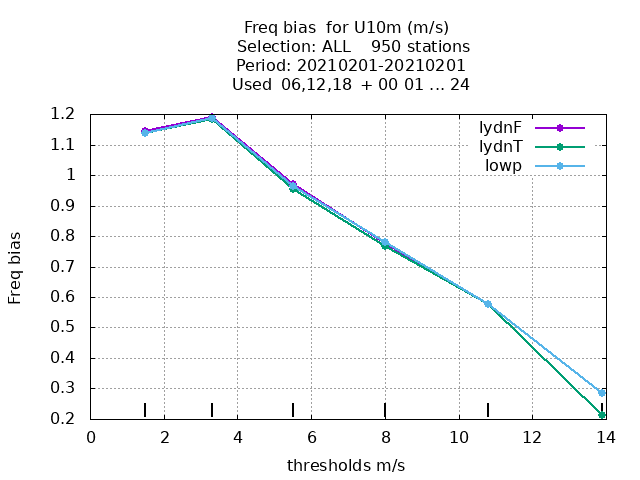 Freq bias  for U10m (m/s)
Selection: ALL    950 stations
Period: 20210201-20210201
Used  06,12,18  + 00 01 ... 24
1.2
1.1
1
0.9
0.8
0.7
0.6
0.5
0.4
0.3
0.2
Freq bias
lydnF
lydnT
lowp
0 2 4 6 8 10 12 14
thresholds m/s